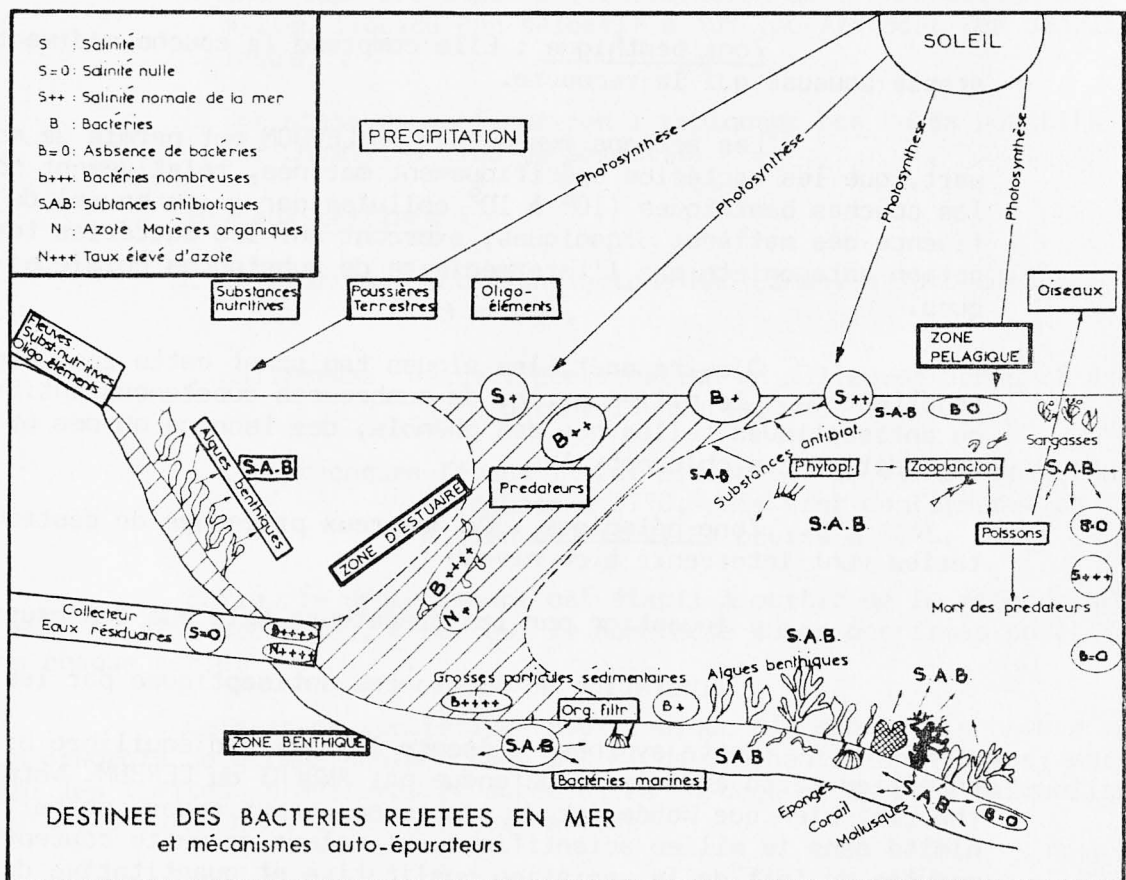 S : Salinité
S=0: Salinité nulle
S++ : Salinité nomale de la mer
B : Bactéries
B=0: Asbsence de bactéries
b++: Bactéries nombreuses
S.A.B: Subtances antibiotiques
N : Azote Matières organiques
N+++ Taux élevé d'azote
SOLEIL
PRECIPITATION
Photosynthèse
Photosynthèse
Photosynthèse
Photosynthèse
Substances
nutritives
Poussières
Terrestres
Oligo-
éléments
Oiseaux
ZONE
PELAGIQUE
Fleuves
Subst-nutritives
Oligo-éléments
S+
B+
S++
S-A-B
B O
B++
Substances antibiot.
Sargasses
Algues benthiques
S-A-B
Prédateurs
S-A-B
Phytopl.
Zooplancton
S.A.B.
S.A.B
ZONE D'ESTUAIRE
Poissons
B=O
B++++
S+++
N+
Mort des prédateurs
Collecteur
Eaux résiduaires
S=O
B++++
N++++
B=O
S.A.B.
Grosses particules sédimentaires
Algues benthiques
S.A.B.
B++++
Org. filtr
B+
ZONE BENTHIQUE
S.A.B
S A B
S.A.B.
Bactéries marines
Eponges
Corail
Mollusques
B=O
DESTINEE DES BACTERIES REJETEES EN MER
et mécanismes auto-épurateurs